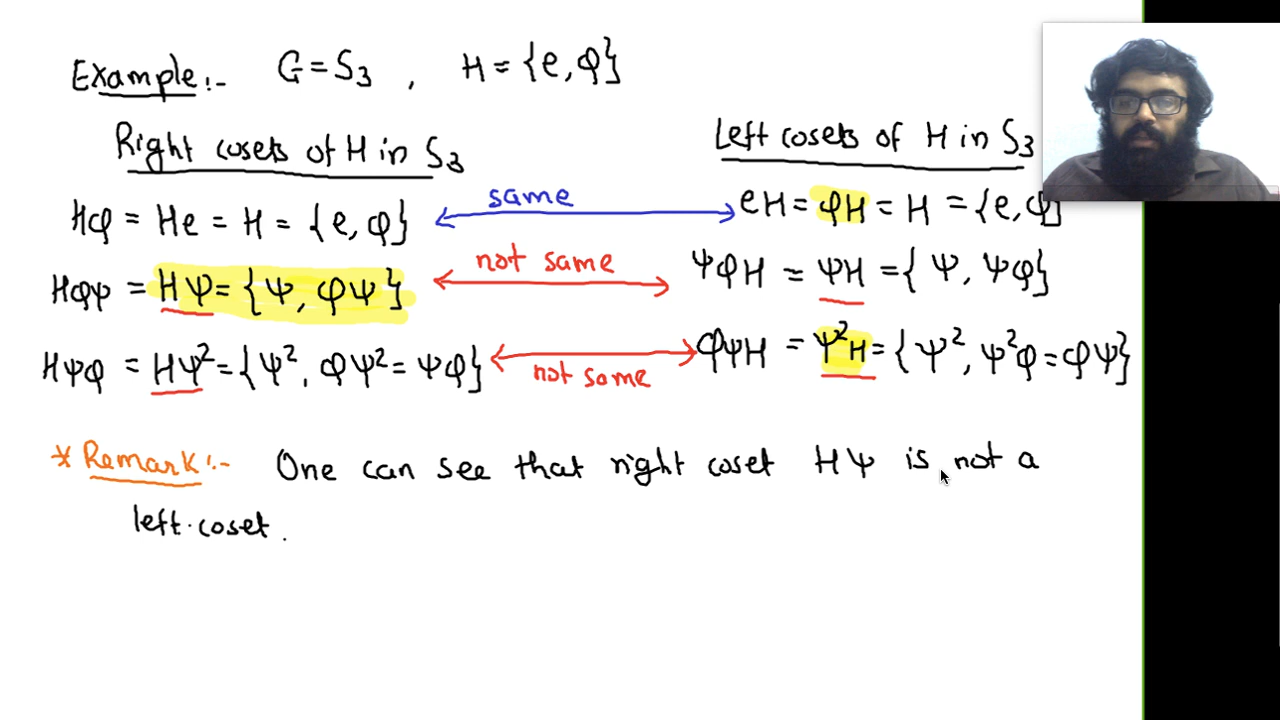 Example:- G = S₃ , H = {e, φ}
Right cosets of H in S₃
Left cosets of H in S₃
Hφ = He = H = {e, φ}
same
eH = φH = H = {e, φ}
Hφψ = Hψ = {ψ, φψ}
not same
ψφH = ψH = {ψ, ψφ}
Hψφ = Hψ² = {ψ², φψ² = ψφ}
not same
φψH = ψ²H = {ψ², ψ²φ = φψ}
* Remark:- One can see that right coset Hψ is not a
left coset.